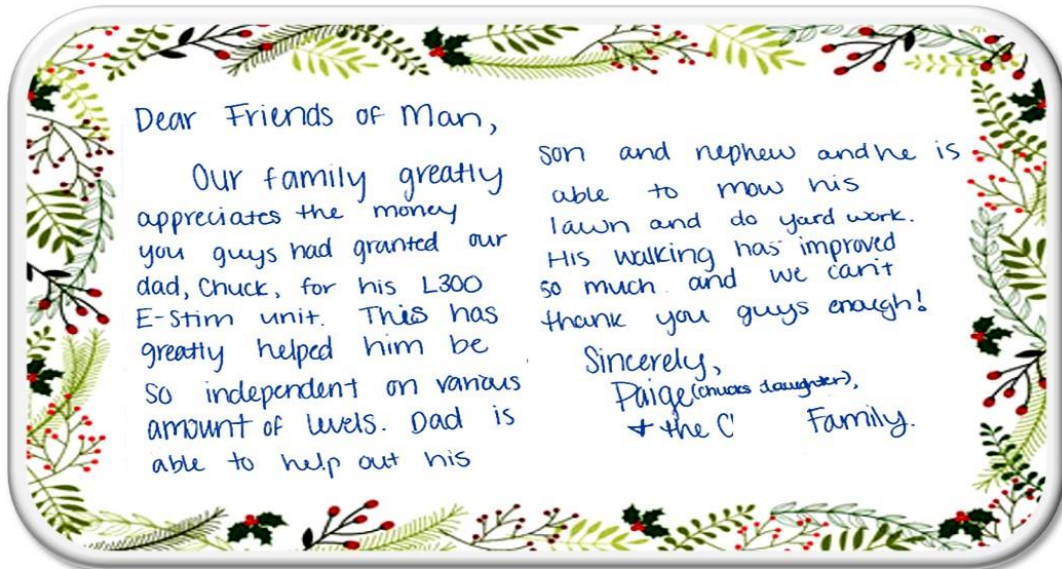 Dear Friends of Man,
Our family greatly
appreciates the money
you guys had granted our
dad, Chuck, for his L300
E-Stim unit. This has
greatly helped him be
so independent on various
amount of levels. Dad is
able to help out his
son and nephew and he is
able to mow his
lawn and do yard work.
His walking has improved
so much and we can't
thank you guys enough!
Sincerely,
Paige (Chucks daughter),
+ the C Family.